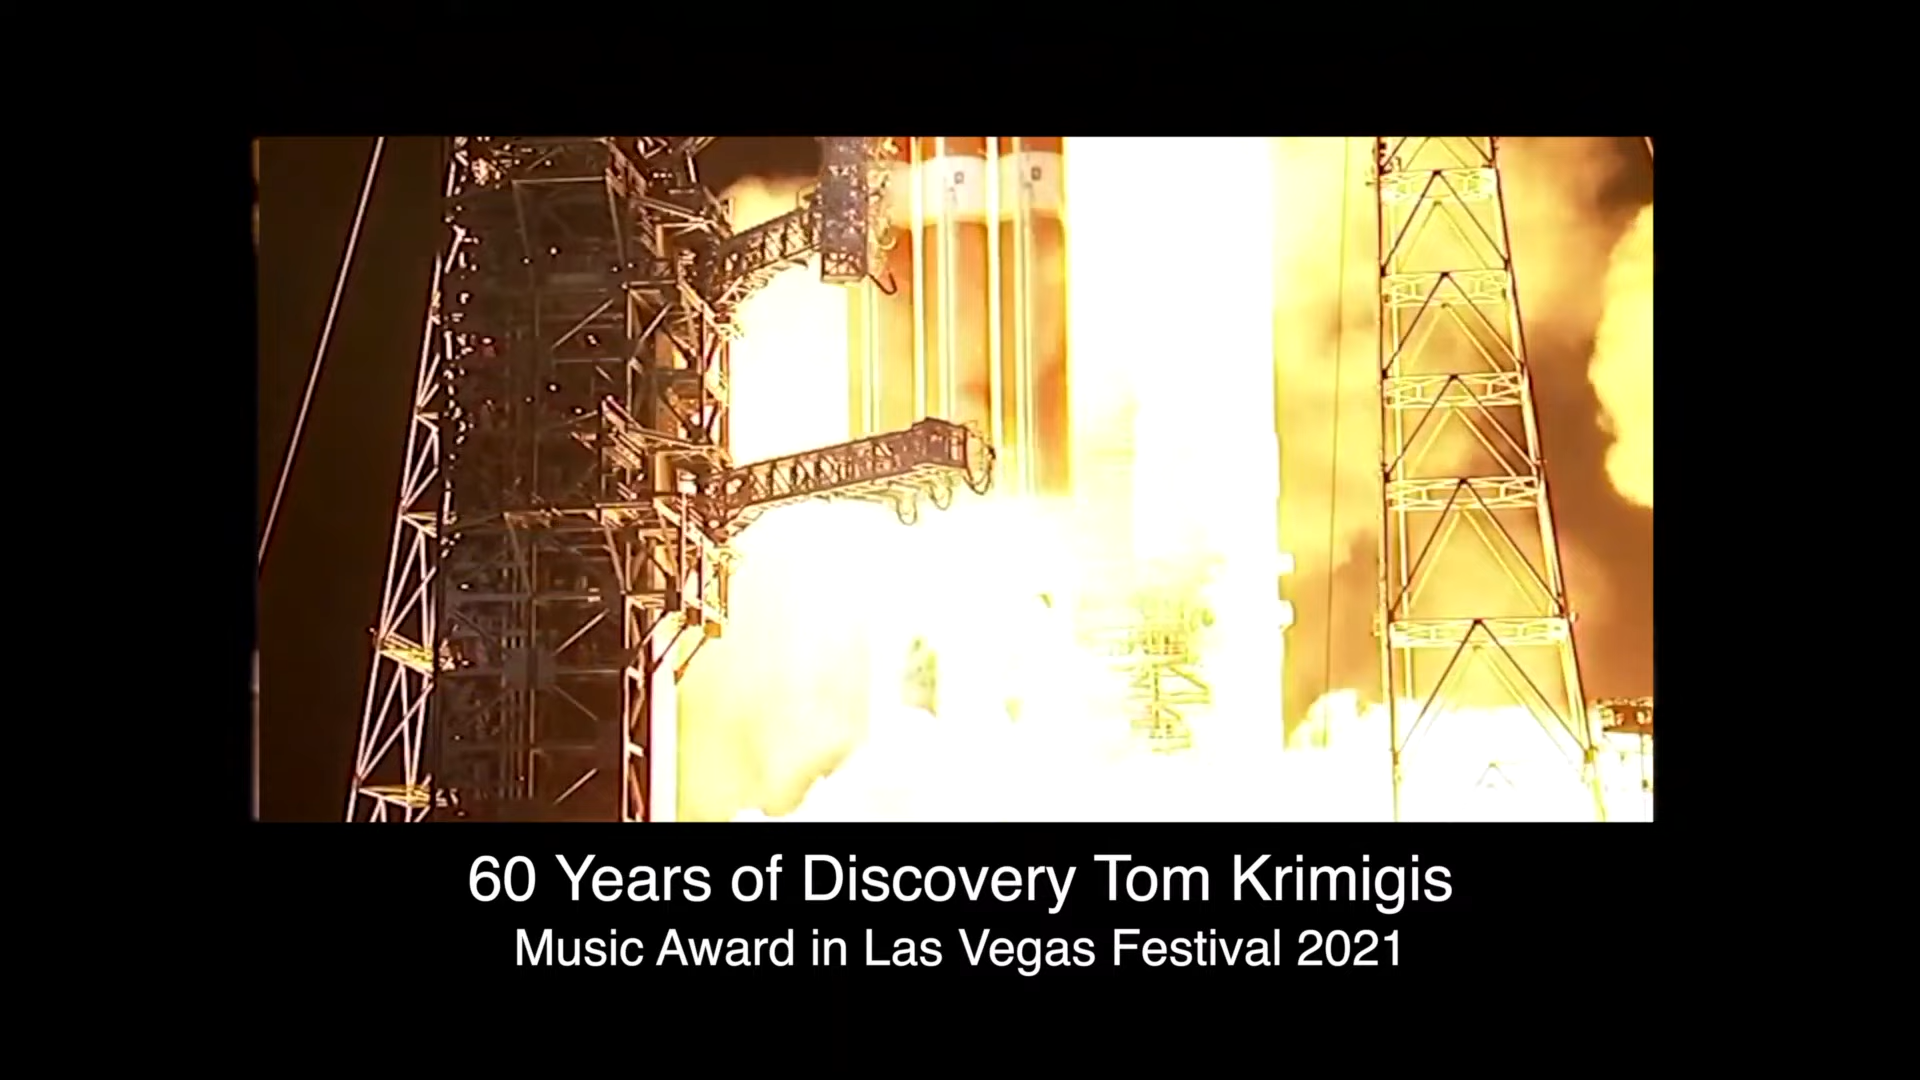 60 Years of Discovery Tom Krimigis
Music Award in Las Vegas Festival 2021